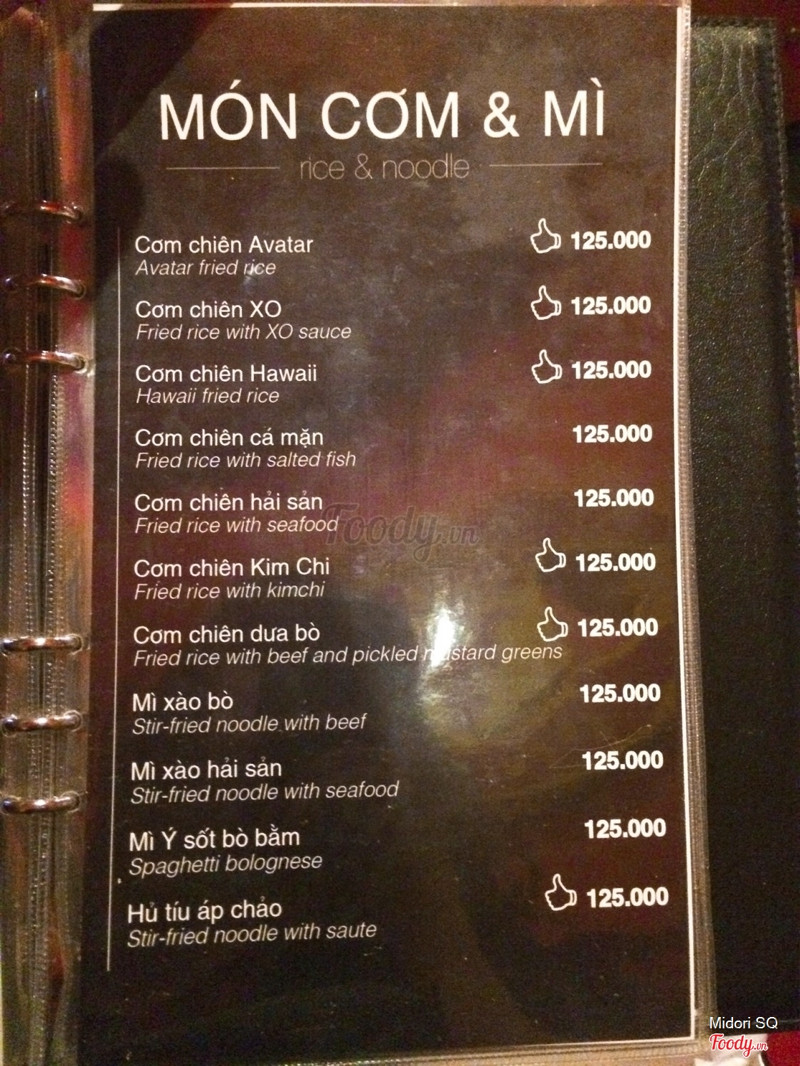 MÓN CƠM & MÌ
rice & noodle
Cơm chiên Avatar 125.000
Avatar fried rice
Cơm chiên XO 125.000
Fried rice with XO sauce
Cơm chiên Hawaii 125.000
Hawaii fried rice
Cơm chiên cá mặn 125.000
Fried rice with salted fish
Cơm chiên hải sản 125.000
Fried rice with seafood
Foody.vn
Cơm chiên Kim Chi 125.000
Fried rice with kimchi
Cơm chiên dưa bò 125.000
Fried rice with beef and pickled mustard greens
Mì xào bò 125.000
Stir-fried noodle with beef
Mì xào hải sản 125.000
Stir-fried noodle with seafood
Mì Ý sốt bò bằm 125.000
Spaghetti bolognese
Hủ tíu áp chảo 125.000
Stir-fried noodle with saute
Midori SQ
Foody.vn